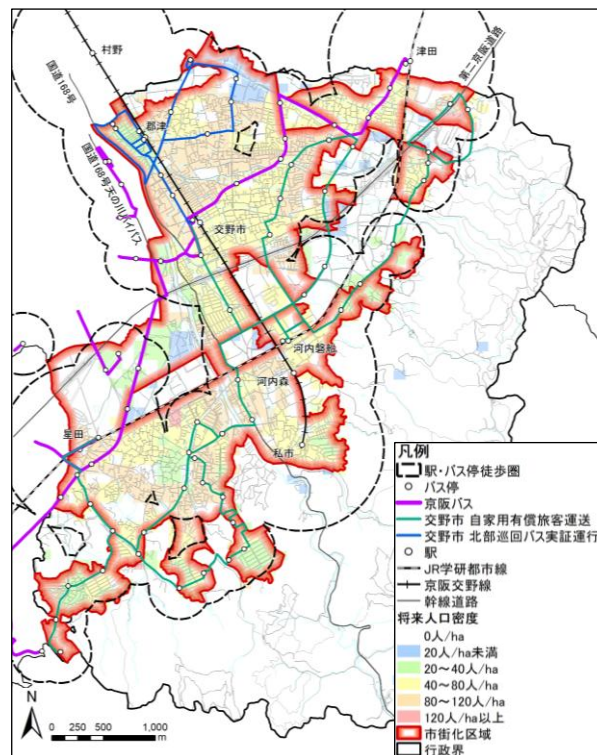 村野
津田
第二京阪道路
国道168号
郡津
国道168号天の川バイパス
交野市
河内磐船
河内森
星田
私市
凡例
駅・バス停徒歩圏
バス停
京阪バス
交野市 自家用有償旅客運送
交野市 北部巡回バス実証運行
駅
JR学研都市線
京阪交野線
幹線道路
将来人口密度
0人/ha
20人/ha未満
20～40人/ha
40～80人/ha
80～120人/ha
120人/ha以上
市街化区域
行政界
N
0 250 500 1,000
m